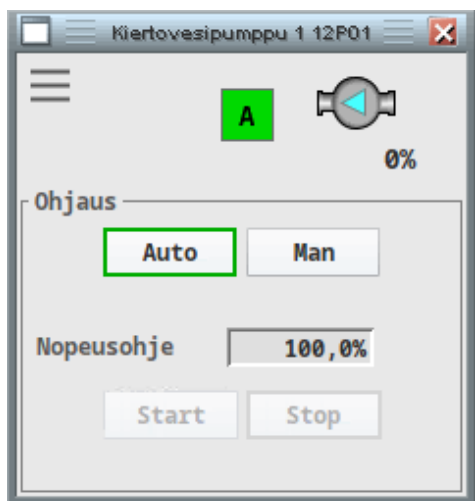 Kiertovesipumppu 1 12P01
A
0%
Ohjaus
Auto Man
Nopeusohje 100,0%
Start Stop